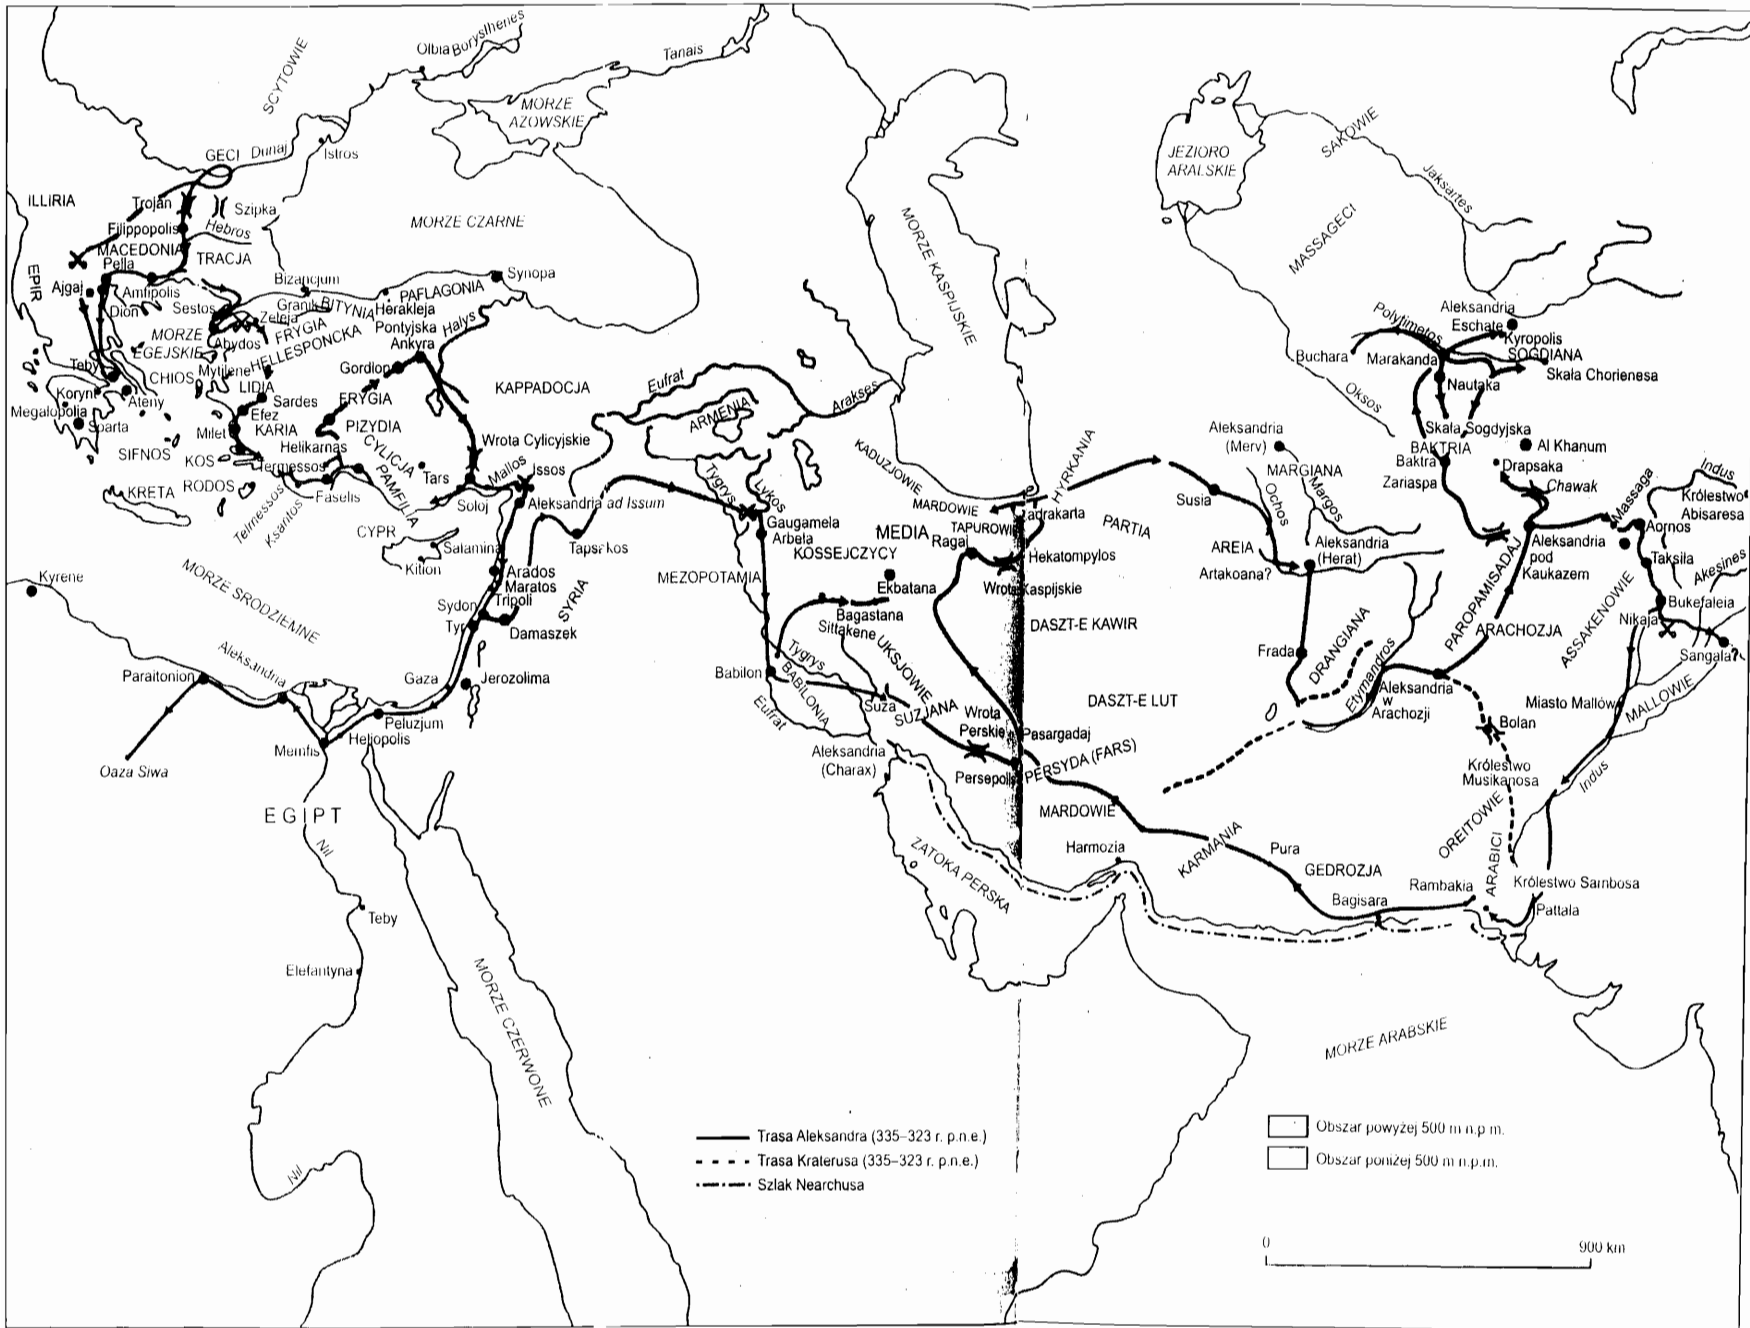 SCYTOWIE
Olbia
Borysthenes
Tanais
MORZE
AZOWSKIE
GECI
Dunaj
Istros
ILLIRIA
Trojan
Szipka
Filippopolis
Hebros
MACEDONIA
TRACJA
MORZE CZARNE
EPIR
Pella
Ajgaj
Amfipolis
Dion
Bizancjum
Synopa
PAFLAGONIA
Sestos
Granik
BITYNIA
Herakleja
Pontyjska
Zeleja
MORZE
EGEJSKIE
Abydos
FRYGIA
HELLESPONCKA
Ankyra
Halys
Teby
CHIOS
Mytilene
Gordion
KAPPADOCJA
Korynt
Ateny
LIDIA
Sardes
FRYGIA
Megalopolia
Sparta
Efez
KARIA
PIZYDIA
Milet
SIFNOS
KOS
Helikarnas
CYLICJA
PAMFILIA
Wrota Cylicyjskie
Termessos
Tars
Mallos
Issos
KRETA
RODOS
Faselis
Soloj
Aleksandria ad Issum
Telmessos
Ksantos
CYPR
Salamina
Kition
Tapsakos
Eufrat
ARMENIA
Arakses
MORZE KASPIJSKIE
Tygrys
Lykos
Gaugamela
Arbela
MEZOPOTAMIA
Kyrene
MORZE SRODZIEMNE
Arados
Maratos
Tripoli
Sydon
SYRIA
Tyr
Damaszek
Paraitonion
Aleksandria
Gaza
Jerozolima
Peluzjum
Heliopolis
Memfis
Oaza Siwa
EGIPT
Nil
Teby
Elefantyna
Nil
MORZE CZERWONE
KADUZJOWIE
MARDOWIE
TAPUROWIE
Zadrakarta
HYRKANIA
MEDIA
Ragaj
KOSSEJCZYCY
Hekatompylos
Ekbatana
Wrota Kaspijskie
Bagastana
Sittakene
UKSJOWIE
Tygrys
Babilon
BABILONIA
Eufrat
Suza
SUZJANA
Wrota
Perskie
Pasargadaj
Aleksandria
(Charax)
Persepolis
PERSYDA (FARS)
MARDOWIE
ZATOKA PERSKA
Harmozia
DASZT-E KAWIR
DASZT-E LUT
PARTIA
JEZIORO
ARALSKIE
SAKOWIE
Jaksartes
MASSAGECI
Aleksandria
Eschate
Polytimetos
Kyropolis
Buchara
Marakanda
SOGDIANA
Skała Chorienesa
Nautaka
Oksos
Aleksandria
(Merv)
Skała Sogdyjska
BAKTRIA
Al Khanum
MARGIANA
Baktra
Drapsaka
Zariaspa
Chawak
Susia
Ochos
Margos
Massaga
Indus
Królestwo
Abisaresa
Aornos
AREIA
Aleksandria
(Herat)
Artakoana?
Aleksandria
pod
Kaukazem
Taksiła
Akesines
PAROPAMISADAJ
ASSAKENOWIE
Bukefaleia
Nikaja
ARACHOZJA
Sangala?
Frada
DRANGIANA
Etymandros
Aleksandria
w
Arachozji
Miasto Mallów
MALLOWIE
Bolan
Królestwo
Musikanosa
Indus
OREITOWIE
ARABICI
KARMANIA
Pura
GEDROZJA
Rambakia
Królestwo Sambosa
Bagisara
Pattala
MORZE ARABSKIE
Trasa Aleksandra (335–323 r. p.n.e.)
Trasa Kraterusa (335–323 r. p.n.e.)
Szlak Nearchusa
Obszar powyżej 500 m n.p.m.
Obszar poniżej 500 m n.p.m.
0
900 km